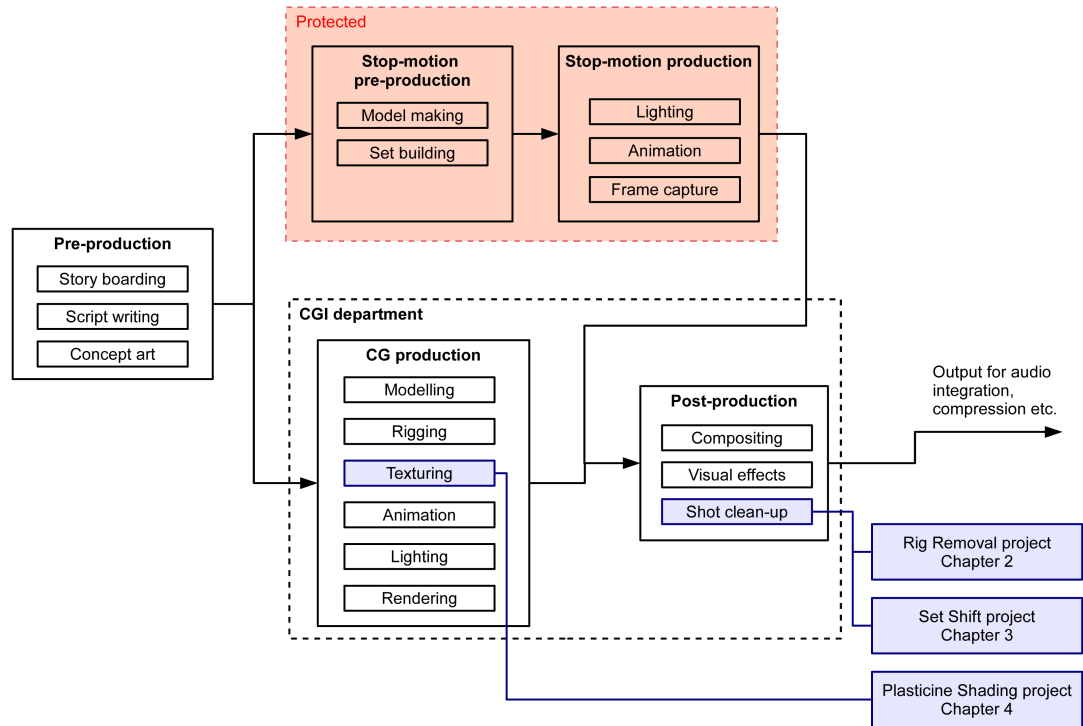 Protected
Stop-motion
pre-production
Model making
Set building
Stop-motion production
Lighting
Animation
Frame capture
Pre-production
Story boarding
Script writing
Concept art
CGI department
CG production
Modelling
Rigging
Texturing
Animation
Lighting
Rendering
Post-production
Compositing
Visual effects
Shot clean-up
Output for audio
integration,
compression etc.
Rig Removal project
Chapter 2
Set Shift project
Chapter 3
Plasticine Shading project
Chapter 4